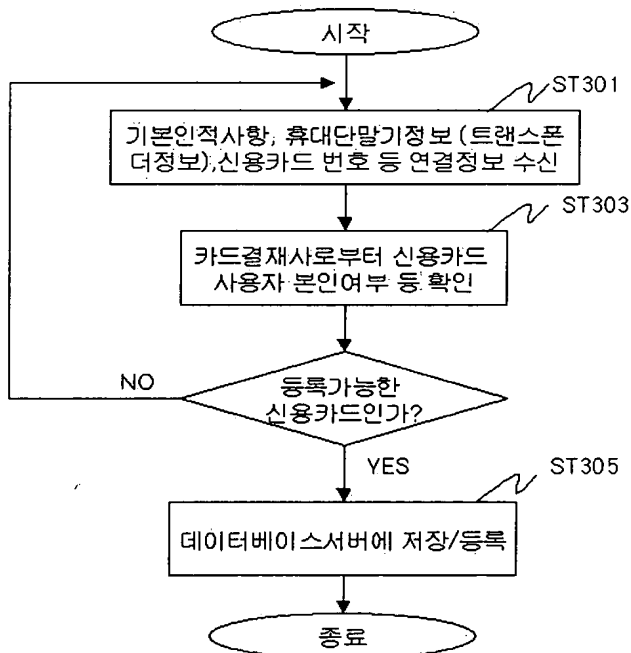 시작
ST301
기본인적사항, 휴대단말기정보 (트랜스폰
더정보),신용카드 번호 등 연결정보 수신
ST303
카드결재사로부터 신용카드
사용자 본인여부 등 확인
등록가능한
신용카드인가?
NO
YES
ST305
데이터베이스서버에 저장/등록
종료